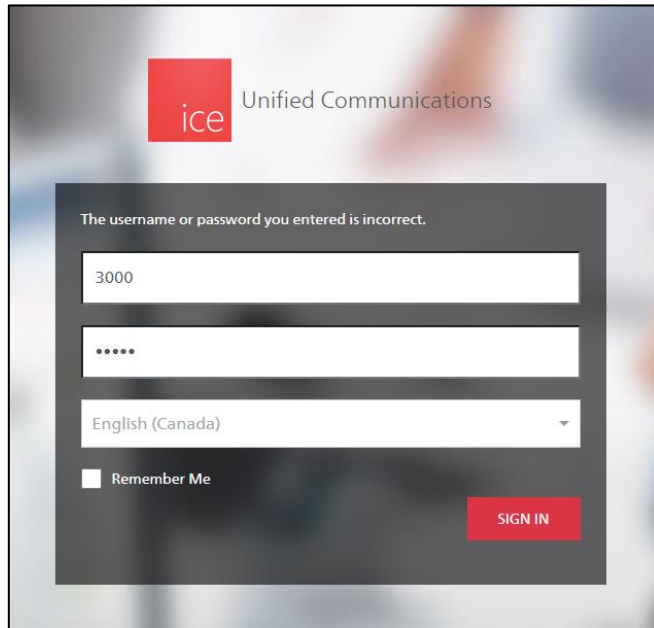 ice
Unified Communications
The username or password you entered is incorrect.
3000
•••••
English (Canada)
Remember Me
SIGN IN